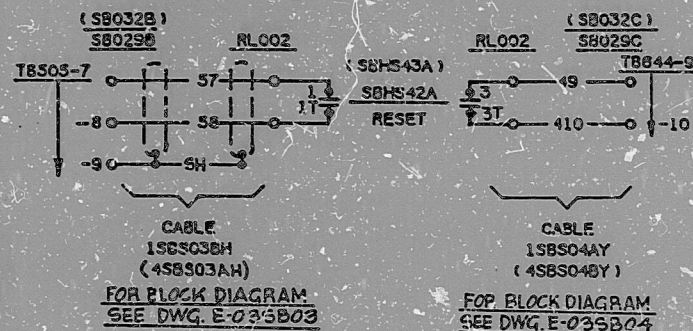 (SB032B)
SB029B
RL002
TB505-7
57
-8
58
-9
SH
CABLE
1SBS03BH
(4SBS03AH)
FOR BLOCK DIAGRAM
SEE DWG. E-03SB03
(SBHS43A)
SBHS42A
RESET
1
1T
3
3T
(SB032C)
RL002
SB029C
TB644-9
49
410
-10
CABLE
1SBS04AY
(4SBS04BY)
FOR BLOCK DIAGRAM
SEE DWG. E-03SB04